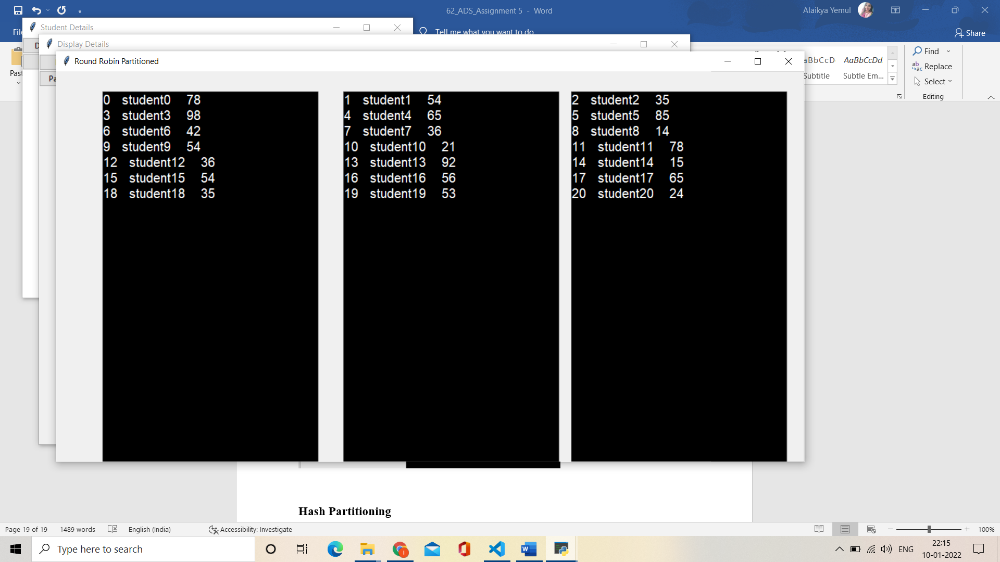 62_ADS_Assignment 5 - Word
Alaikya Yemul
Student Details
Tell me what you want to do
Share
Display Details
Round Robin Partitioned
Find
Replace
Select
Editing
Subtitle
Subtle Em...
AaBbCcDd
0 student0 78
3 student3 98
6 student6 42
9 student9 54
12 student12 36
15 student15 54
18 student18 35
1 student1 54
4 student4 65
7 student7 36
10 student10 21
13 student13 92
16 student16 56
19 student19 53
2 student2 35
5 student5 85
8 student8 14
11 student11 78
14 student14 15
17 student17 65
20 student20 24
Hash Partitioning
Page 19 of 19 1489 words English (India) Accessibility: Investigate 100%
Type here to search
ENG
22:15
10-01-2022